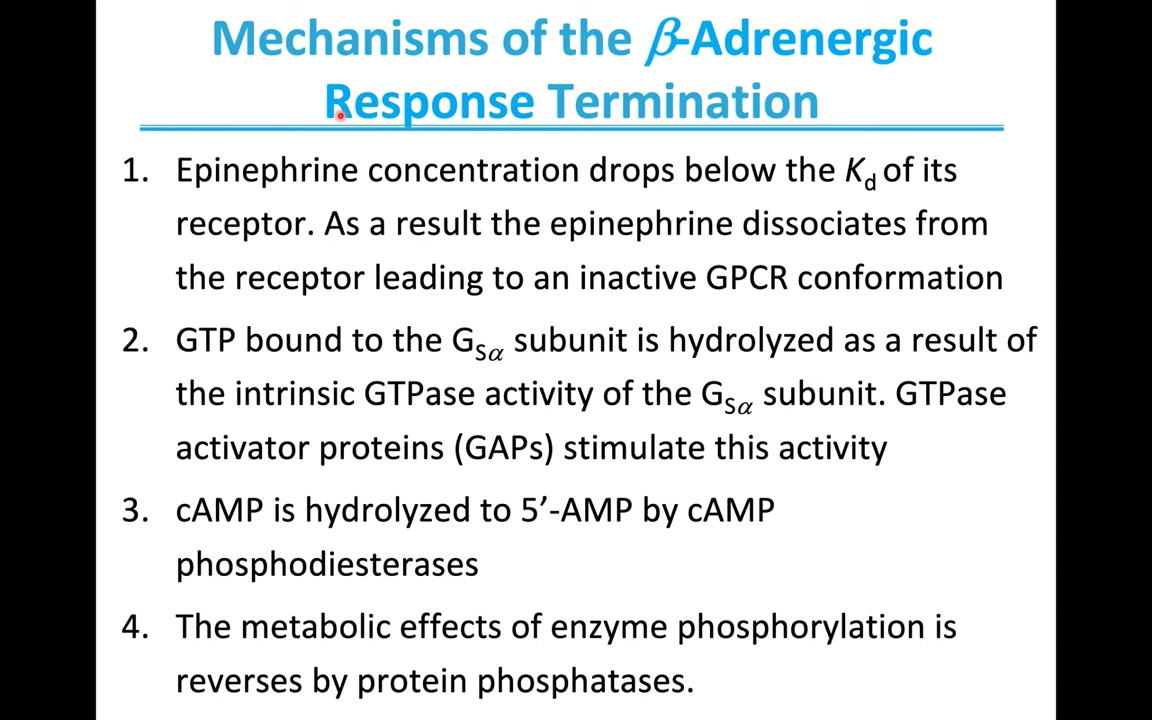 Mechanisms of the β-Adrenergic
Response Termination
1. Epinephrine concentration drops below the Kd of its
receptor. As a result the epinephrine dissociates from
the receptor leading to an inactive GPCR conformation
2. GTP bound to the GSα subunit is hydrolyzed as a result of
the intrinsic GTPase activity of the GSα subunit. GTPase
activator proteins (GAPs) stimulate this activity
3. cAMP is hydrolyzed to 5’-AMP by cAMP
phosphodiesterases
4. The metabolic effects of enzyme phosphorylation is
reverses by protein phosphatases.